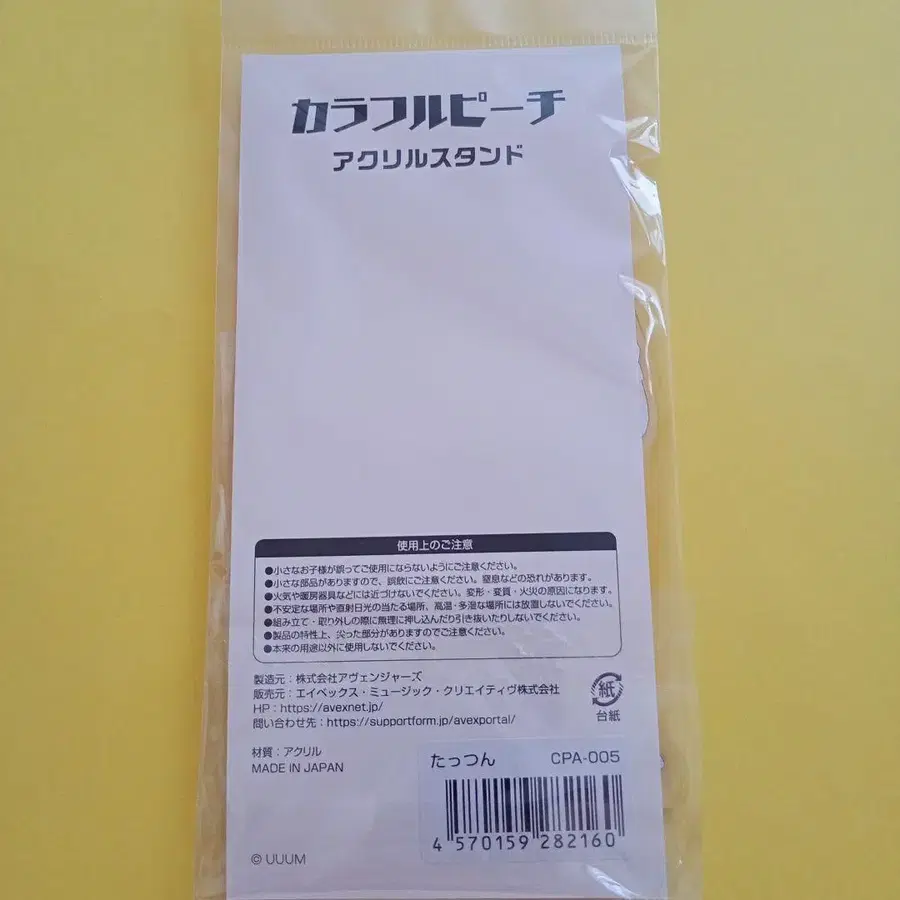 カラフルピーチ
アクリルスタンド
使用上のご注意
●小さなお子様が誤ってご使用にならないようにご注意ください。
●小さな部品がありますので、誤飲にご注意ください。窒息などの恐れがあります。
●火気や暖房器具などには近づけないでください。変形・変質・火災の原因になります。
●不安定な場所や直射日光の当たる場所、高温・多湿な場所には放置しないでください。
●組み立て・取り外しの際に無理に押し込んだり引き抜いたりしないでください。
●製品の特性上、尖った部分がありますのでご注意ください。
●本来の用途以外に使用しないでください。
製造元:株式会社アヴェンジャーズ
販売元:エイベックス・ミュージック・クリエイティヴ株式会社
HP:https://avexnet.jp/
問い合わせ先:https://supportform.jp/avexportal/
紙
台紙
材質:アクリル
MADE IN JAPAN
たっつん CPA-005
4 570159 282160
© UUUM